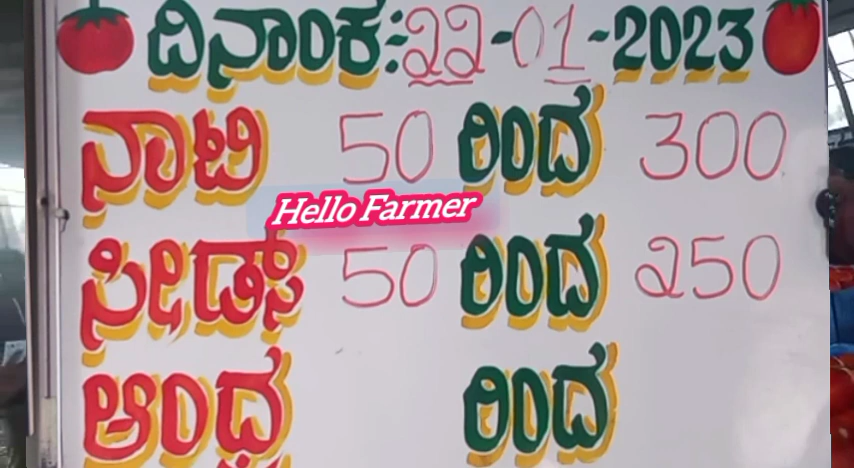 ದಿನಾಂಕ:-22-01-2023
ನಾಟಿ 50 ರಿಂದ 300
Hello Farmer
ಸೀಡ್ಸ್ 50 ರಿಂದ 250
ಆಂಧ್ರ ರಿಂದ